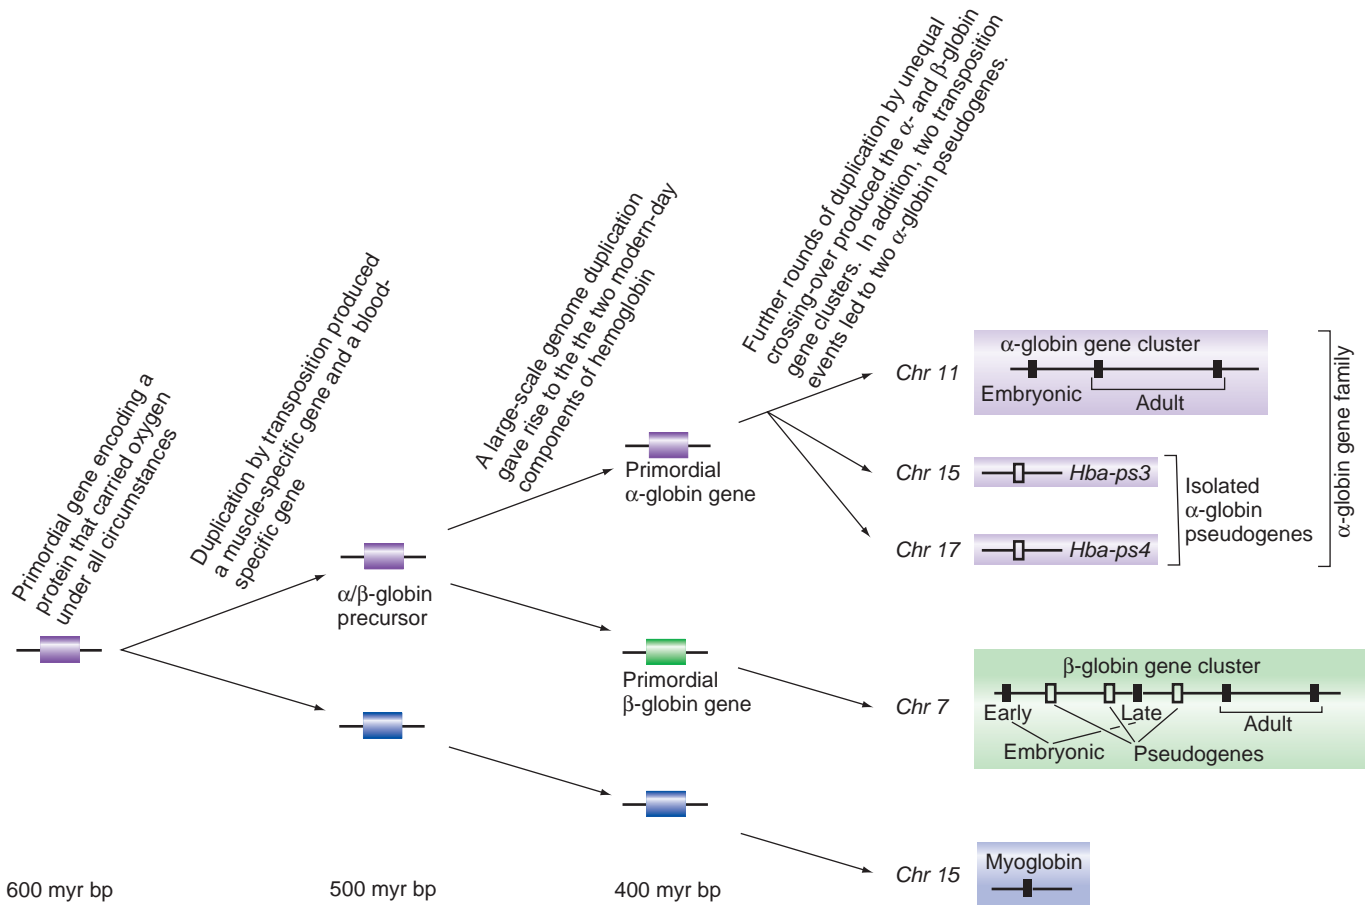 Primordial gene encoding a
protein that carried oxygen
under all circumstances
Duplication by transposition produced
a muscle-specific gene and a blood-
specific gene
A large-scale genome duplication
gave rise to the the two modern-day
components of hemoglobin
Further rounds of duplication by unequal
crossing-over produced the α- and β-globin
gene clusters. In addition, two transposition
events led to two α-globin pseudogenes.
α/β-globin
precursor
Primordial
α-globin gene
Primordial
β-globin gene
Chr 11
α-globin gene cluster
Embryonic
Adult
Chr 15
Hba-ps3
Chr 17
Hba-ps4
Isolated
α-globin
pseudogenes
α-globin gene family
Chr 7
β-globin gene cluster
Early
Late
Adult
Embryonic
Pseudogenes
Chr 15
Myoglobin
600 myr bp
500 myr bp
400 myr bp